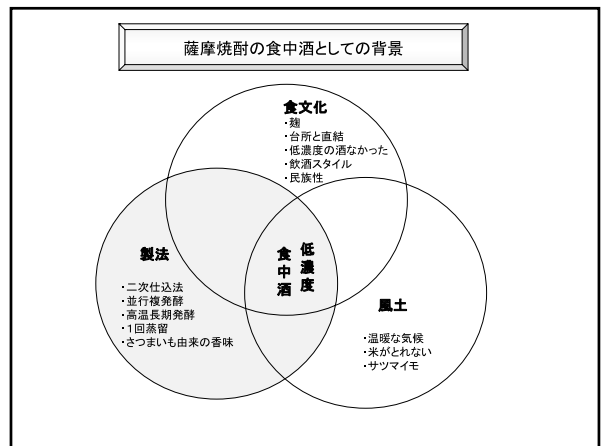 薩摩焼酎の食中酒としての背景
食文化
・麹
・台所と直結
・低濃度の酒なかった
・飲酒スタイル
・民族性
製法
・二次仕込法
・並行複発酵
・高温長期発酵
・1回蒸留
・さつまいも由来の香味
低濃度
食中酒
風土
・温暖な気候
・米がとれない
・サツマイモ